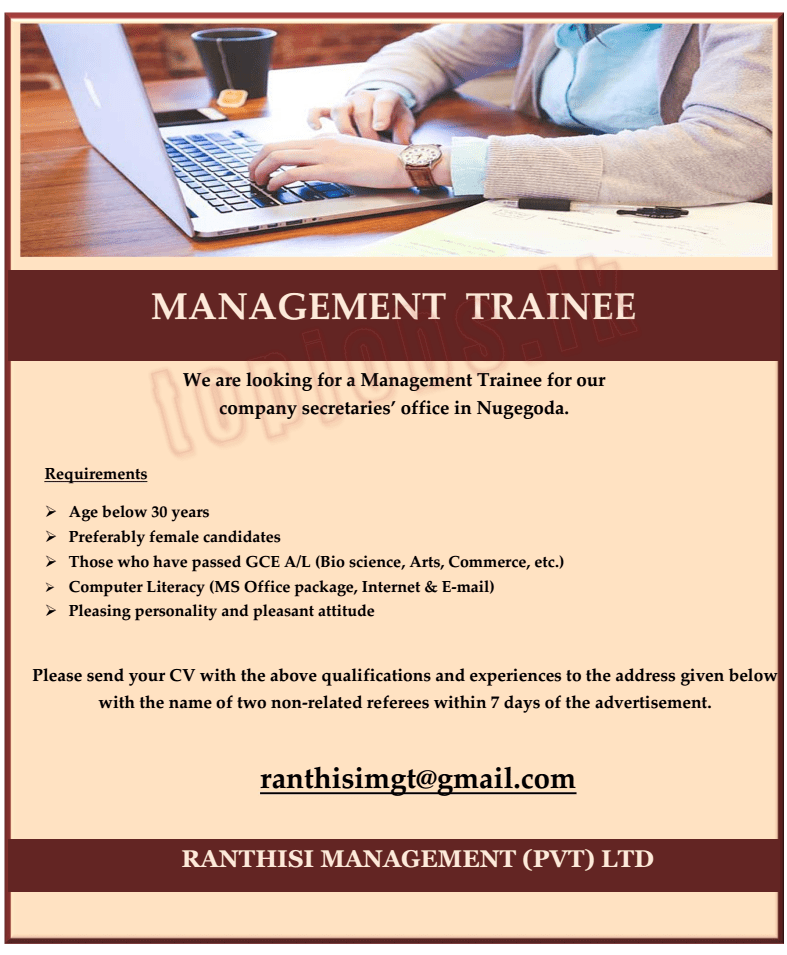 MANAGEMENT TRAINEE
topjobs.lk
We are looking for a Management Trainee for our
company secretaries’ office in Nugegoda.
Requirements
➢ Age below 30 years
➢ Preferably female candidates
➢ Those who have passed GCE A/L (Bio science, Arts, Commerce, etc.)
➢ Computer Literacy (MS Office package, Internet & E-mail)
➢ Pleasing personality and pleasant attitude
Please send your CV with the above qualifications and experiences to the address given below
with the name of two non-related referees within 7 days of the advertisement.
ranthisimgt@gmail.com
RANTHISI MANAGEMENT (PVT) LTD